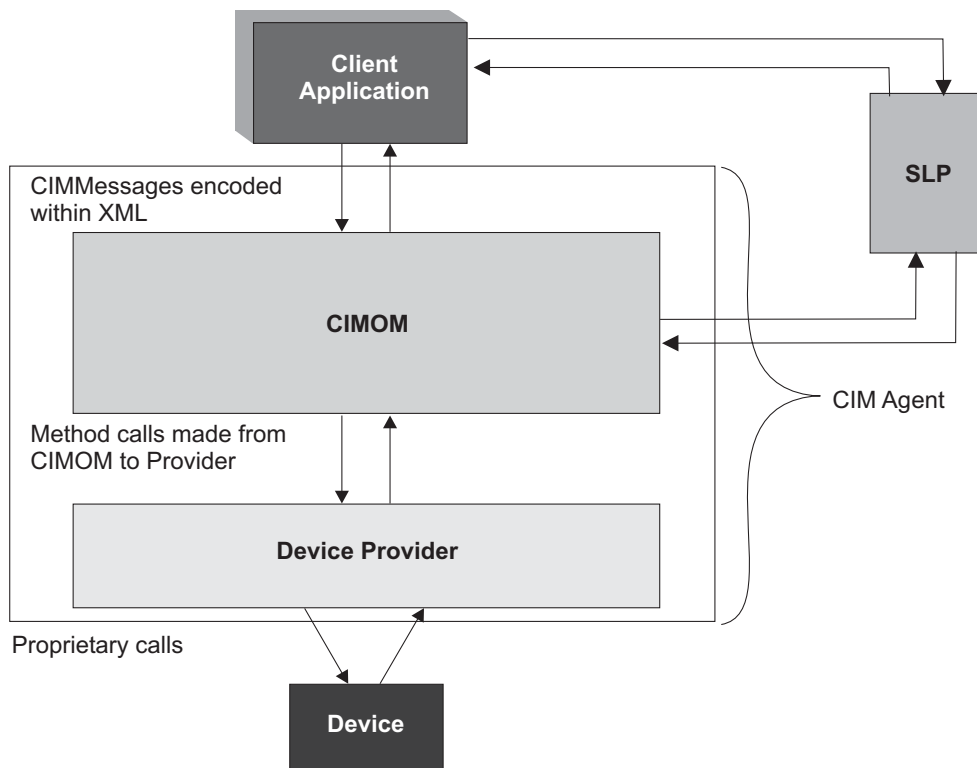 Client
Application
SLP
CIMMessages encoded
within XML
CIMOM
CIM Agent
Method calls made from
CIMOM to Provider
Device Provider
Proprietary calls
Device